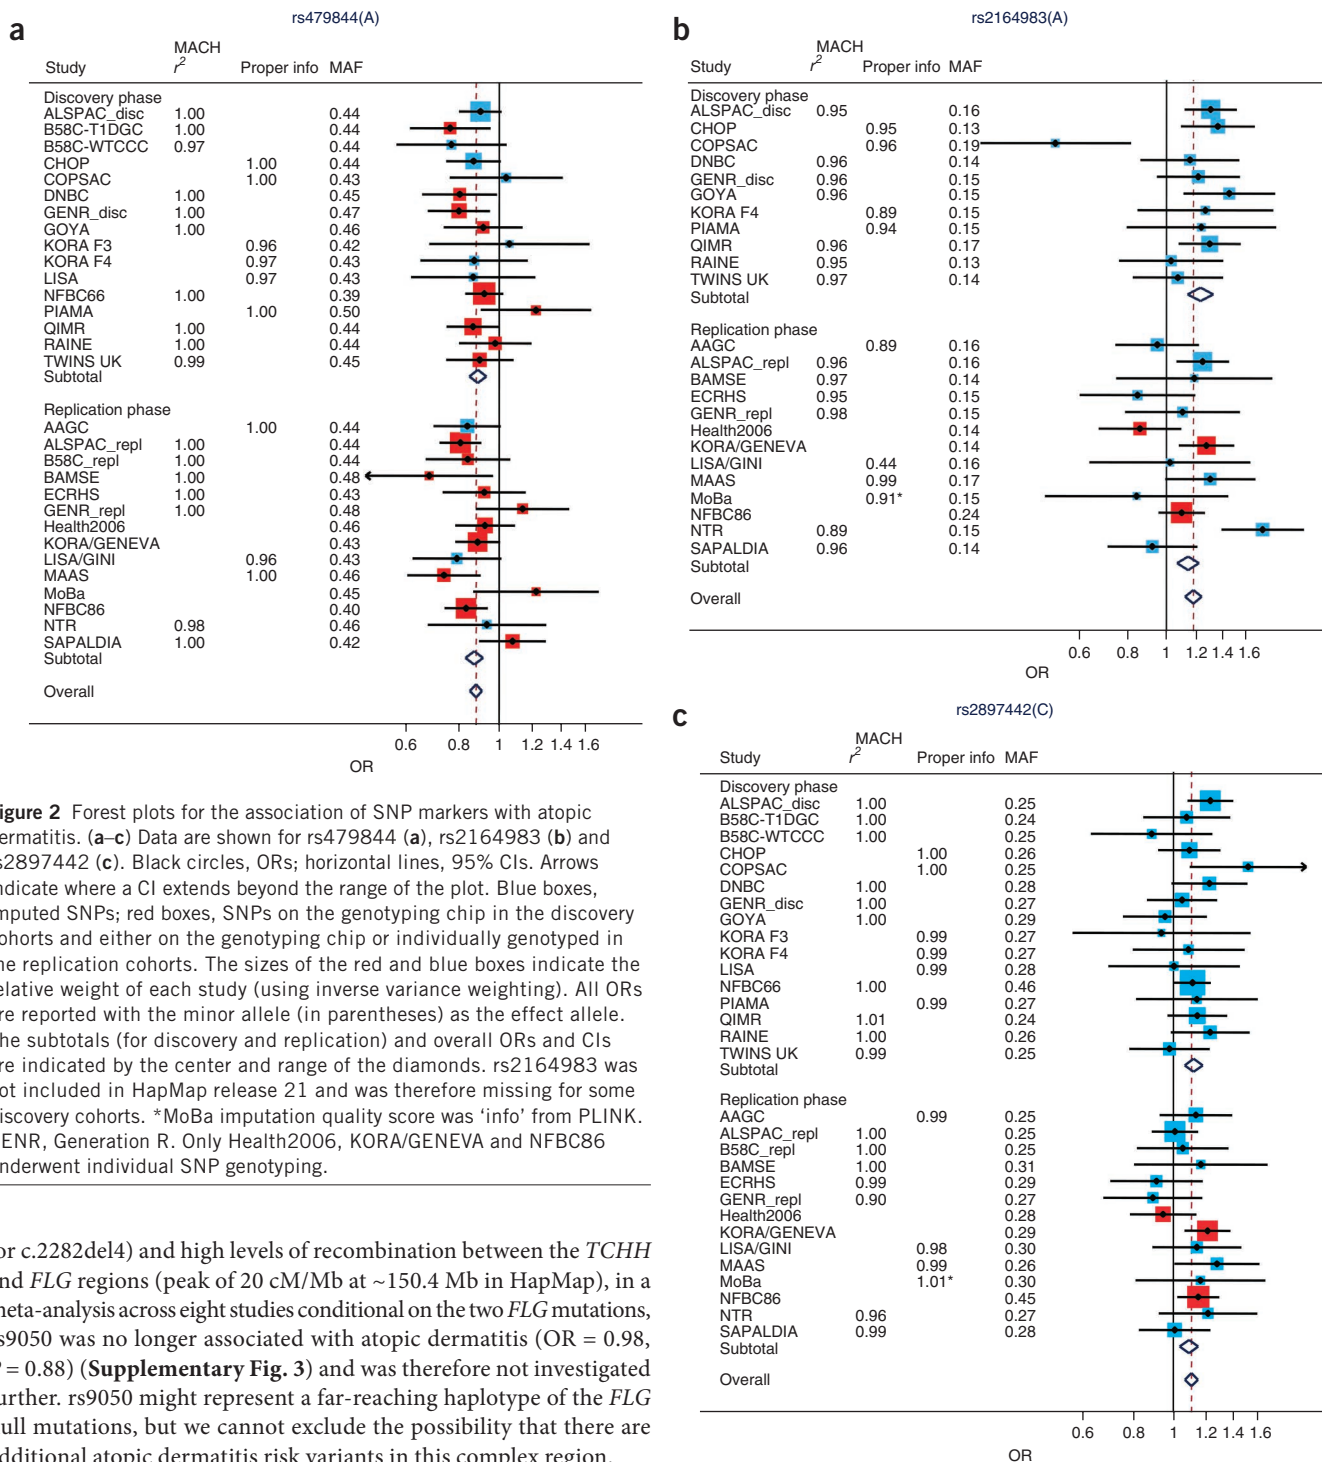 a
rs479844(A)
MACH
Study r2 Proper info MAF
Discovery phase
ALSPAC_disc 1.00 0.44
B58C-T1DGC 1.00 0.44
B58C-WTCCC 0.97 0.44
CHOP 1.00 0.44
COPSAC 1.00 0.43
DNBC 1.00 0.45
GENR_disc 1.00 0.47
GOYA 1.00 0.46
KORA F3 0.96 0.42
KORA F4 0.97 0.43
LISA 0.97 0.43
NFBC66 1.00 0.39
PIAMA 1.00 0.50
QIMR 1.00 0.44
RAINE 1.00 0.44
TWINS UK 0.99 0.45
Subtotal
Replication phase
AAGC 1.00 0.44
ALSPAC_repl 1.00 0.44
B58C_repl 1.00 0.44
BAMSE 1.00 0.48
ECRHS 1.00 0.43
GENR_repl 1.00 0.48
Health2006 0.46
KORA/GENEVA 0.43
LISA/GINI 0.96 0.43
MAAS 1.00 0.46
MoBa 0.45
NFBC86 0.40
NTR 0.98 0.46
SAPALDIA 1.00 0.42
Subtotal
Overall
0.6 0.8 1 1.2 1.4 1.6
OR
b
rs2164983(A)
MACH
Study r2 Proper info MAF
Discovery phase
ALSPAC_disc 0.95 0.16
CHOP 0.95 0.13
COPSAC 0.96 0.19
DNBC 0.96 0.14
GENR_disc 0.96 0.15
GOYA 0.96 0.15
KORA F4 0.89 0.15
PIAMA 0.94 0.15
QIMR 0.96 0.17
RAINE 0.95 0.13
TWINS UK 0.97 0.14
Subtotal
Replication phase
AAGC 0.89 0.16
ALSPAC_repl 0.96 0.16
BAMSE 0.97 0.14
ECRHS 0.95 0.15
GENR_repl 0.98 0.15
Health2006 0.14
KORA/GENEVA 0.14
LISA/GINI 0.44 0.16
MAAS 0.99 0.17
MoBa 0.91* 0.15
NFBC86 0.24
NTR 0.89 0.15
SAPALDIA 0.96 0.14
Subtotal
Overall
0.6 0.8 1 1.2 1.4 1.6
OR
c
rs2897442(C)
MACH
Study r2 Proper info MAF
Discovery phase
ALSPAC_disc 1.00 0.25
B58C-T1DGC 1.00 0.24
B58C-WTCCC 1.00 0.25
CHOP 1.00 0.26
COPSAC 1.00 0.25
DNBC 1.00 0.28
GENR_disc 1.00 0.27
GOYA 1.00 0.29
KORA F3 0.99 0.27
KORA F4 0.99 0.27
LISA 0.99 0.28
NFBC66 1.00 0.46
PIAMA 0.99 0.27
QIMR 1.01 0.24
RAINE 1.00 0.26
TWINS UK 0.99 0.25
Subtotal
Replication phase
AAGC 0.99 0.25
ALSPAC_repl 1.00 0.25
B58C_repl 1.00 0.25
BAMSE 1.00 0.31
ECRHS 0.99 0.29
GENR_repl 0.90 0.27
Health2006 0.28
KORA/GENEVA 0.29
LISA/GINI 0.98 0.30
MAAS 0.99 0.26
MoBa 1.01* 0.30
NFBC86 0.45
NTR 0.96 0.27
SAPALDIA 0.99 0.28
Subtotal
Overall
0.6 0.8 1 1.2 1.4 1.6
OR
igure 2 Forest plots for the association of SNP markers with atopic
ermatitis. (a–c) Data are shown for rs479844 (a), rs2164983 (b) and
s2897442 (c). Black circles, ORs; horizontal lines, 95% CIs. Arrows
ndicate where a CI extends beyond the range of the plot. Blue boxes,
mputed SNPs; red boxes, SNPs on the genotyping chip in the discovery
ohorts and either on the genotyping chip or individually genotyped in
he replication cohorts. The sizes of the red and blue boxes indicate the
elative weight of each study (using inverse variance weighting). All ORs
re reported with the minor allele (in parentheses) as the effect allele.
he subtotals (for discovery and replication) and overall ORs and CIs
re indicated by the center and range of the diamonds. rs2164983 was
ot included in HapMap release 21 and was therefore missing for some
iscovery cohorts. *MoBa imputation quality score was ‘info’ from PLINK.
ENR, Generation R. Only Health2006, KORA/GENEVA and NFBC86
nderwent individual SNP genotyping.
or c.2282del4) and high levels of recombination between the TCHH
nd FLG regions (peak of 20 cM/Mb at ~150.4 Mb in HapMap), in a
neta-analysis across eight studies conditional on the two FLG mutations,
s9050 was no longer associated with atopic dermatitis (OR = 0.98,
P = 0.88) (Supplementary Fig. 3) and was therefore not investigated
urther. rs9050 might represent a far-reaching haplotype of the FLG
ull mutations, but we cannot exclude the possibility that there are
dditional atopic dermatitis risk variants in this complex region.